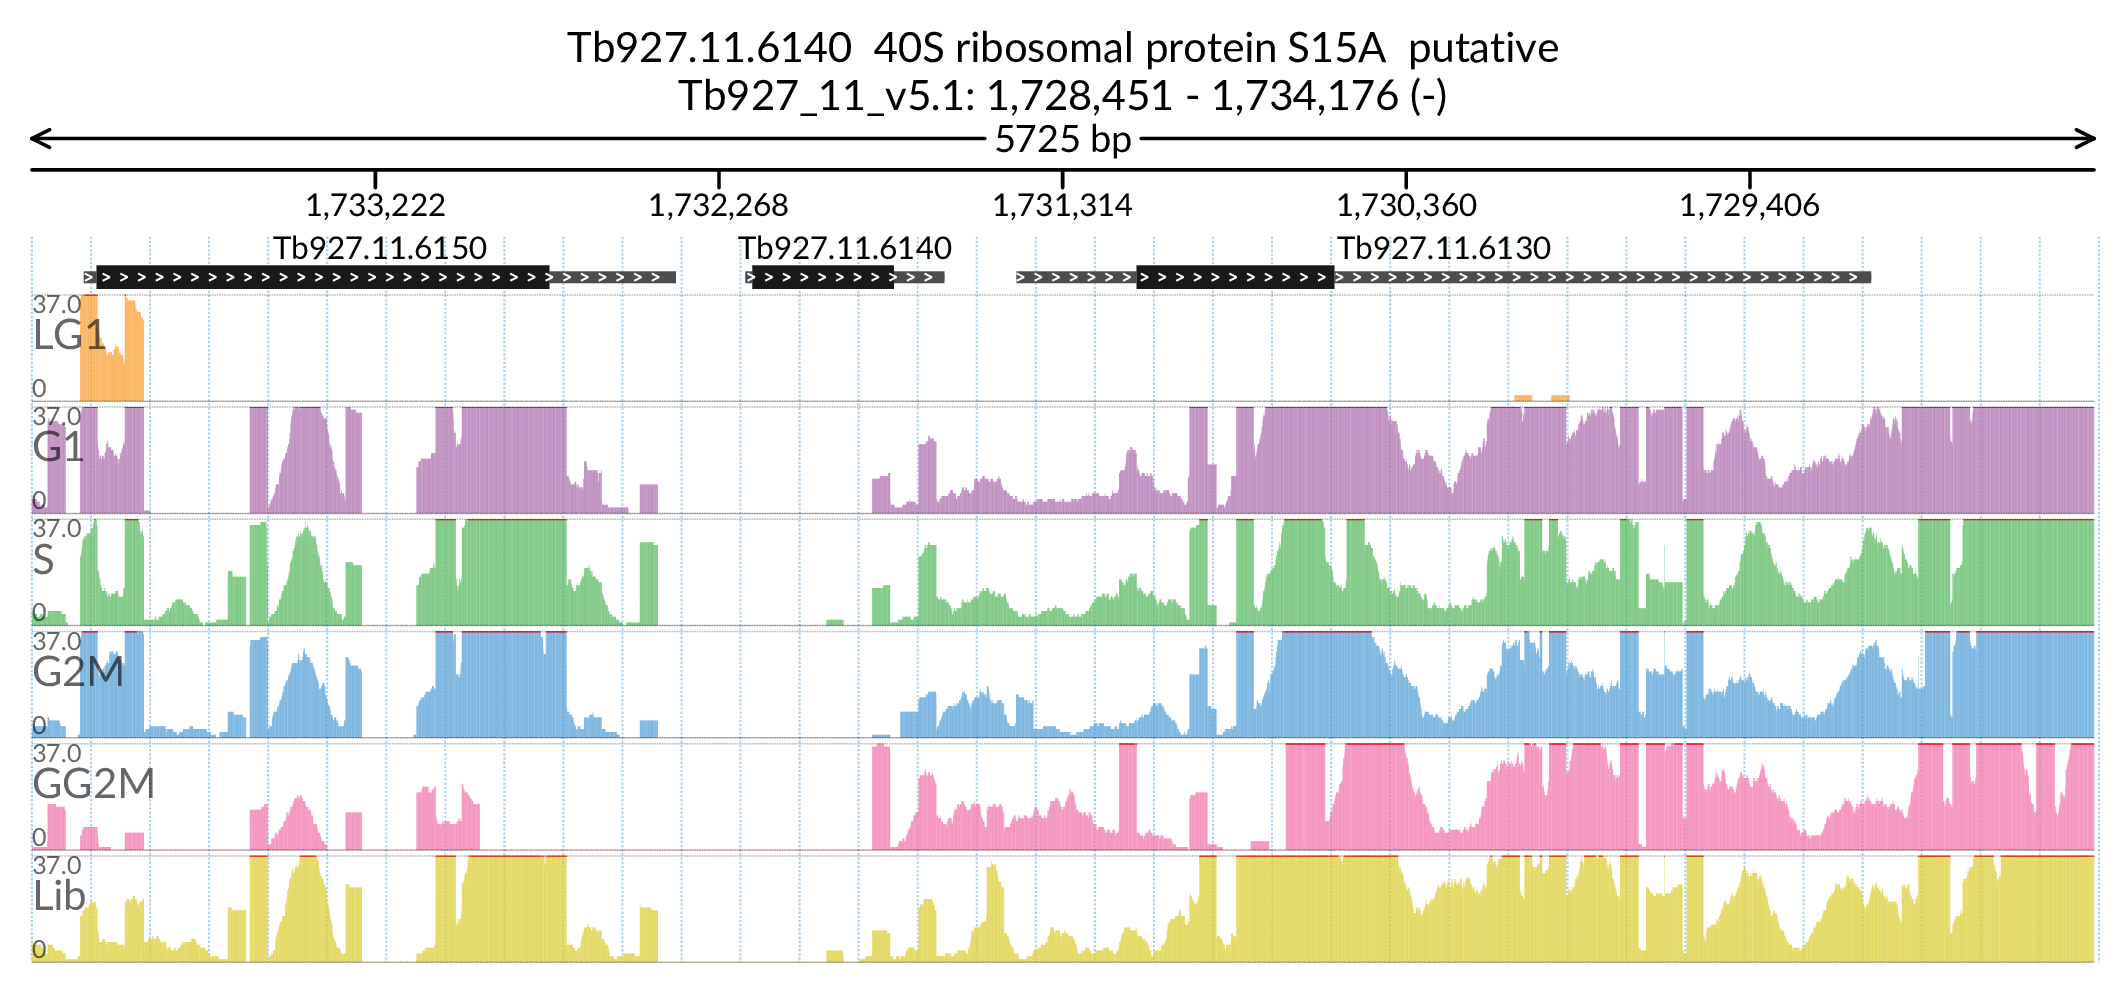 Tb927.11.6140  40S ribosomal protein S15A  putative
Tb927_11_v5.1: 1,728,451 - 1,734,176 (-)
5725 bp
1,733,222 1,732,268 1,731,314 1,730,360 1,729,406
Tb927.11.6150 Tb927.11.6140 Tb927.11.6130
37.0
LG1
0
37.0
G1
0
37.0
S
0
37.0
G2M
0
37.0
GG2M
0
37.0
Lib
0